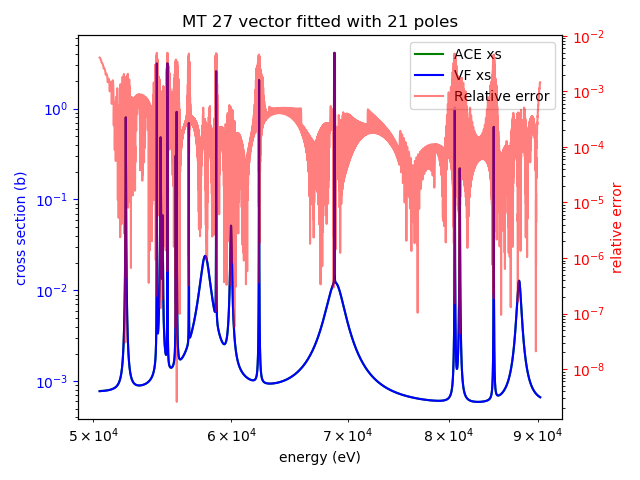 MT 27 vector fitted with 21 poles
ACE xs
VF xs
Relative error
cross section (b)
10⁰
10⁻¹
10⁻²
10⁻³
10⁻²
10⁻³
10⁻⁴
10⁻⁵
10⁻⁶
10⁻⁷
10⁻⁸
relative error
5 × 10⁴ 6 × 10⁴ 7 × 10⁴ 8 × 10⁴ 9 × 10⁴
energy (eV)